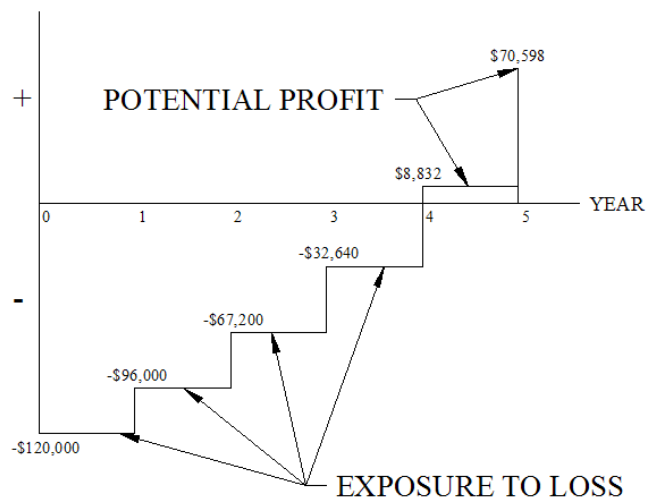 $70,598
+
POTENTIAL PROFIT
$8,832
YEAR
0 1 2 3 4 5
-$32,640
-
-$67,200
-$96,000
-$120,000
EXPOSURE TO LOSS